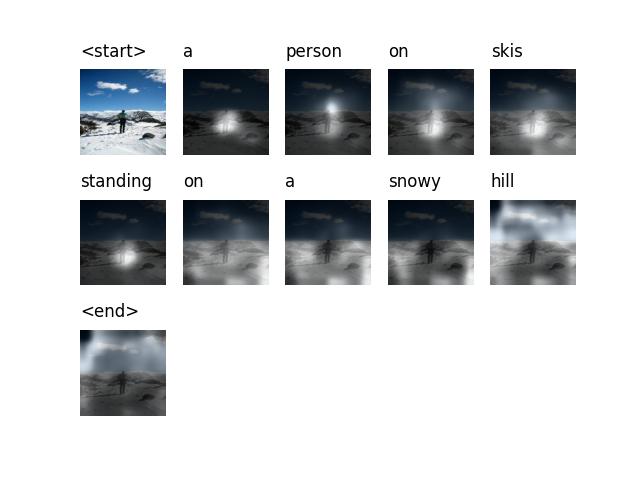 <start> a person on skis
standing on a snowy hill
<end>